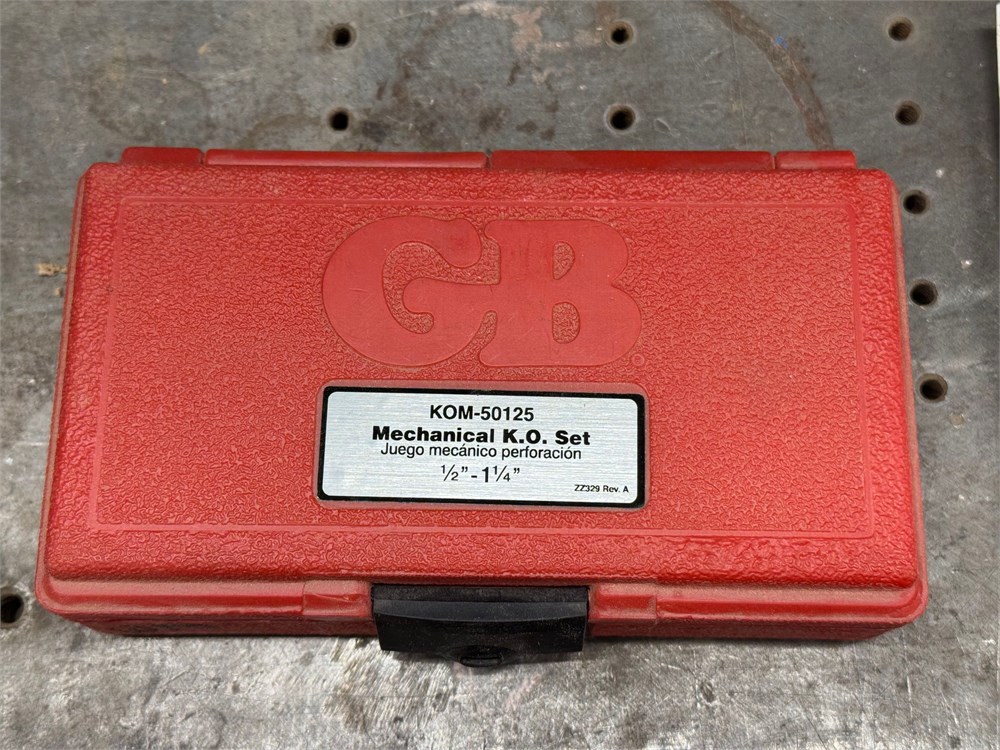 GB
KOM-50125
Mechanical K.O. Set
Juego mecánico perforación
½”-1¼”
ZZ329 Rev. A